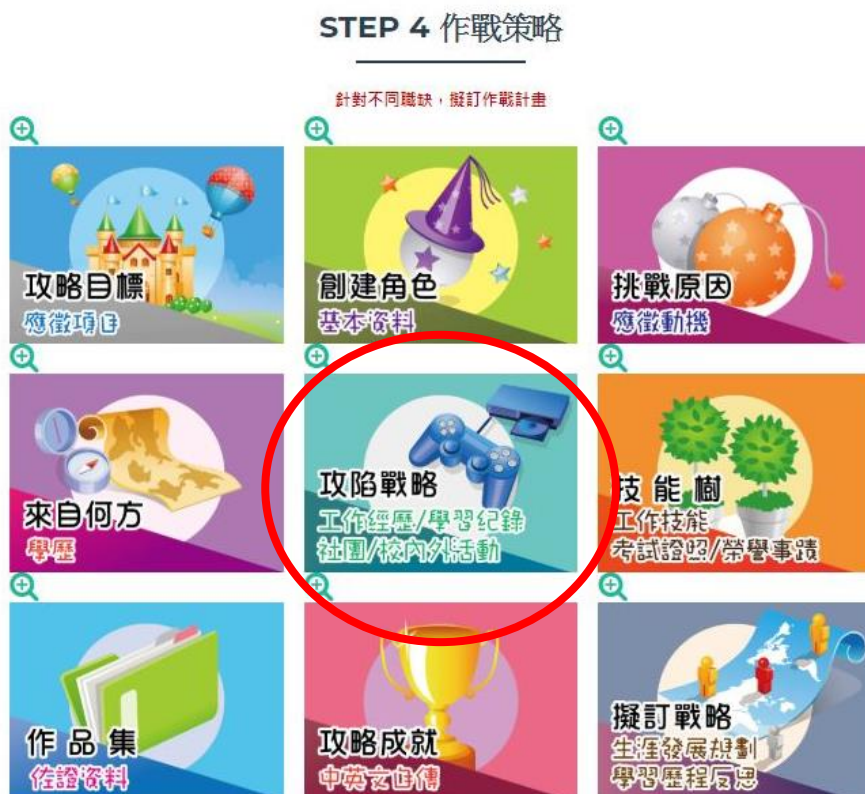 STEP 4 作戰策略
針對不同職缺，擬訂作戰計畫
攻略目標
應徵項目
創建角色
基本資料
挑戰原因
應徵動機
來自何方
學歷
攻陷戰略
工作經歷/學習紀錄
社團/校內外活動
技能樹
工作技能
考試證照/榮譽事蹟
作品集
佐證資料
攻略成就
中英文自傳
擬訂戰略
生涯發展規劃
學習歷程反思